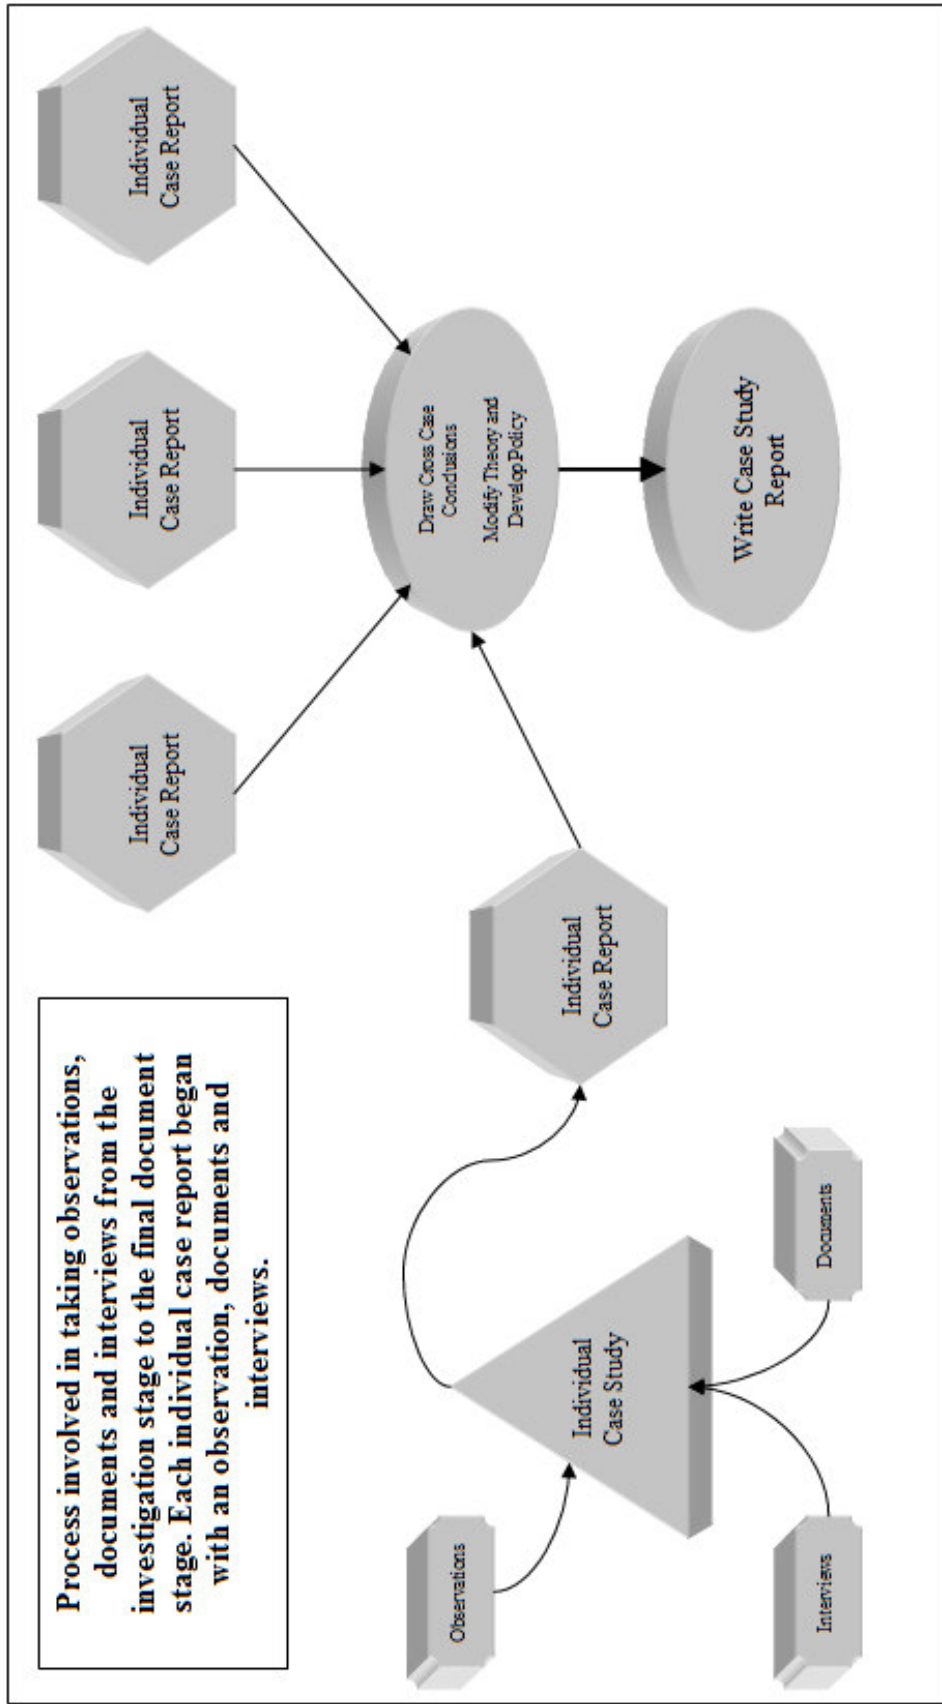 Process involved in taking observations,
documents and interviews from the
investigation stage to the final document
stage. Each individual case report began
with an observation, documents and
interviews.
Observations
Interviews
Documents
Individual
Case Study
Individual
Case Report
Individual
Case Report
Individual
Case Report
Individual
Case Report
Draw Cross Case
Conclusions
Modify Theory and
Develop Policy
Write Case Study
Report